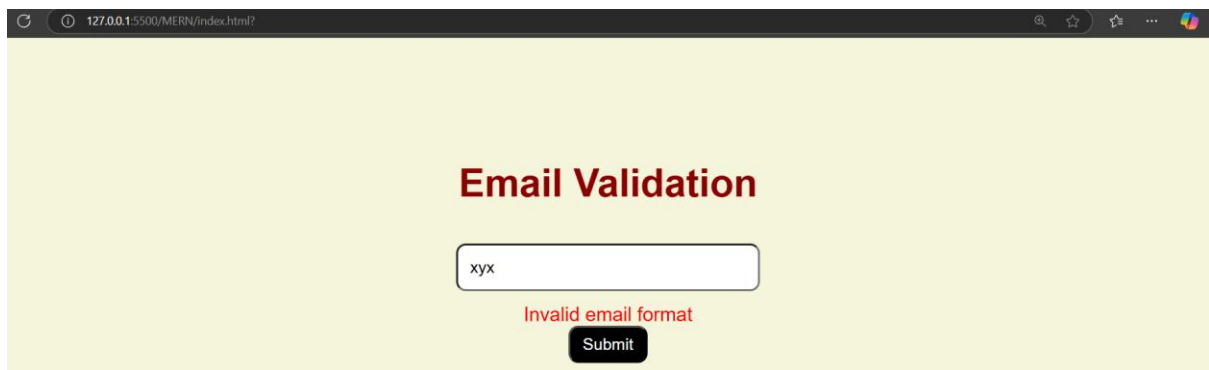 127.0.0.1:5500/MERN/index.html?
Email Validation
xyx
Invalid email format
Submit